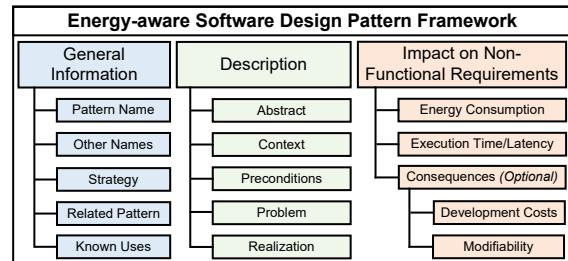 Energy-aware Software Design Pattern Framework
General
Information
Pattern Name
Other Names
Strategy
Related Pattern
Known Uses
Description
Abstract
Context
Preconditions
Problem
Realization
Impact on Non-
Functional Requirements
Energy Consumption
Execution Time/Latency
Consequences (Optional)
Development Costs
Modifiability